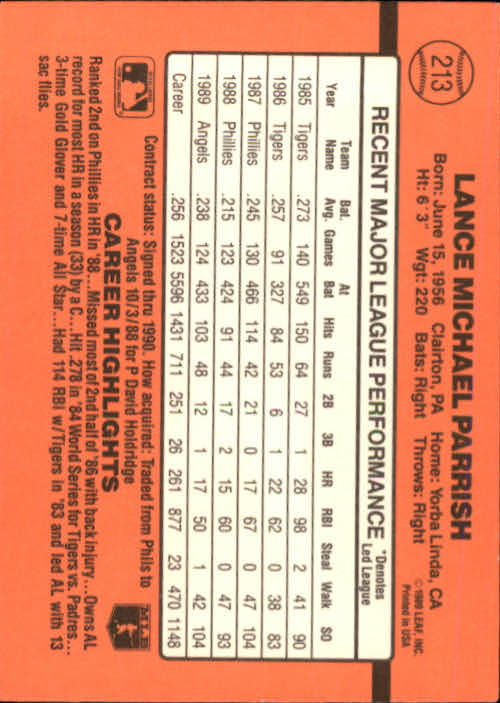 213
LANCE MICHAEL PARRISH
Born: June 15, 1956 Clairton, PA Home: Yorba Linda, CA
Ht: 6'3" Wgt: 220 Bats: Right Throws: Right
©1989 LEAF, INC.
Printed in USA
RECENT MAJOR LEAGUE PERFORMANCE *Denotes Led League
Year Team Name Bat. Avg. Games At Bat Hits Runs 2B 3B HR RBI Steal Walk SO
1985 Tigers .273 140 549 150 64 27 1 28 98 2 41 90
1986 Tigers .257 91 327 84 53 6 1 22 62 0 38 83
1987 Phillies .245 130 466 114 42 21 0 17 67 0 47 104
1988 Phillies .215 123 424 91 44 17 2 15 60 0 47 93
1989 Angels .238 124 433 103 48 12 1 17 50 1 42 104
Career .256 1523 5596 1431 711 251 26 261 877 23 470 1148
Contract status: Signed thru 1990. How acquired: Traded from Phils to
Angels 10/3/88 for P David Holdridge
CAREER HIGHLIGHTS
MLB
Ranked 2nd on Phillies in HR in '88...Missed most of 2nd half of '86 with back injury...Owns AL
record for most HR in a season (33) by a C...Hit .278 in '84 World Series for Tigers vs. Padres....
3-time Gold Glover and 7-time All Star....Had 114 RBI w/Tigers in '83 and led AL with 13
sac flies.